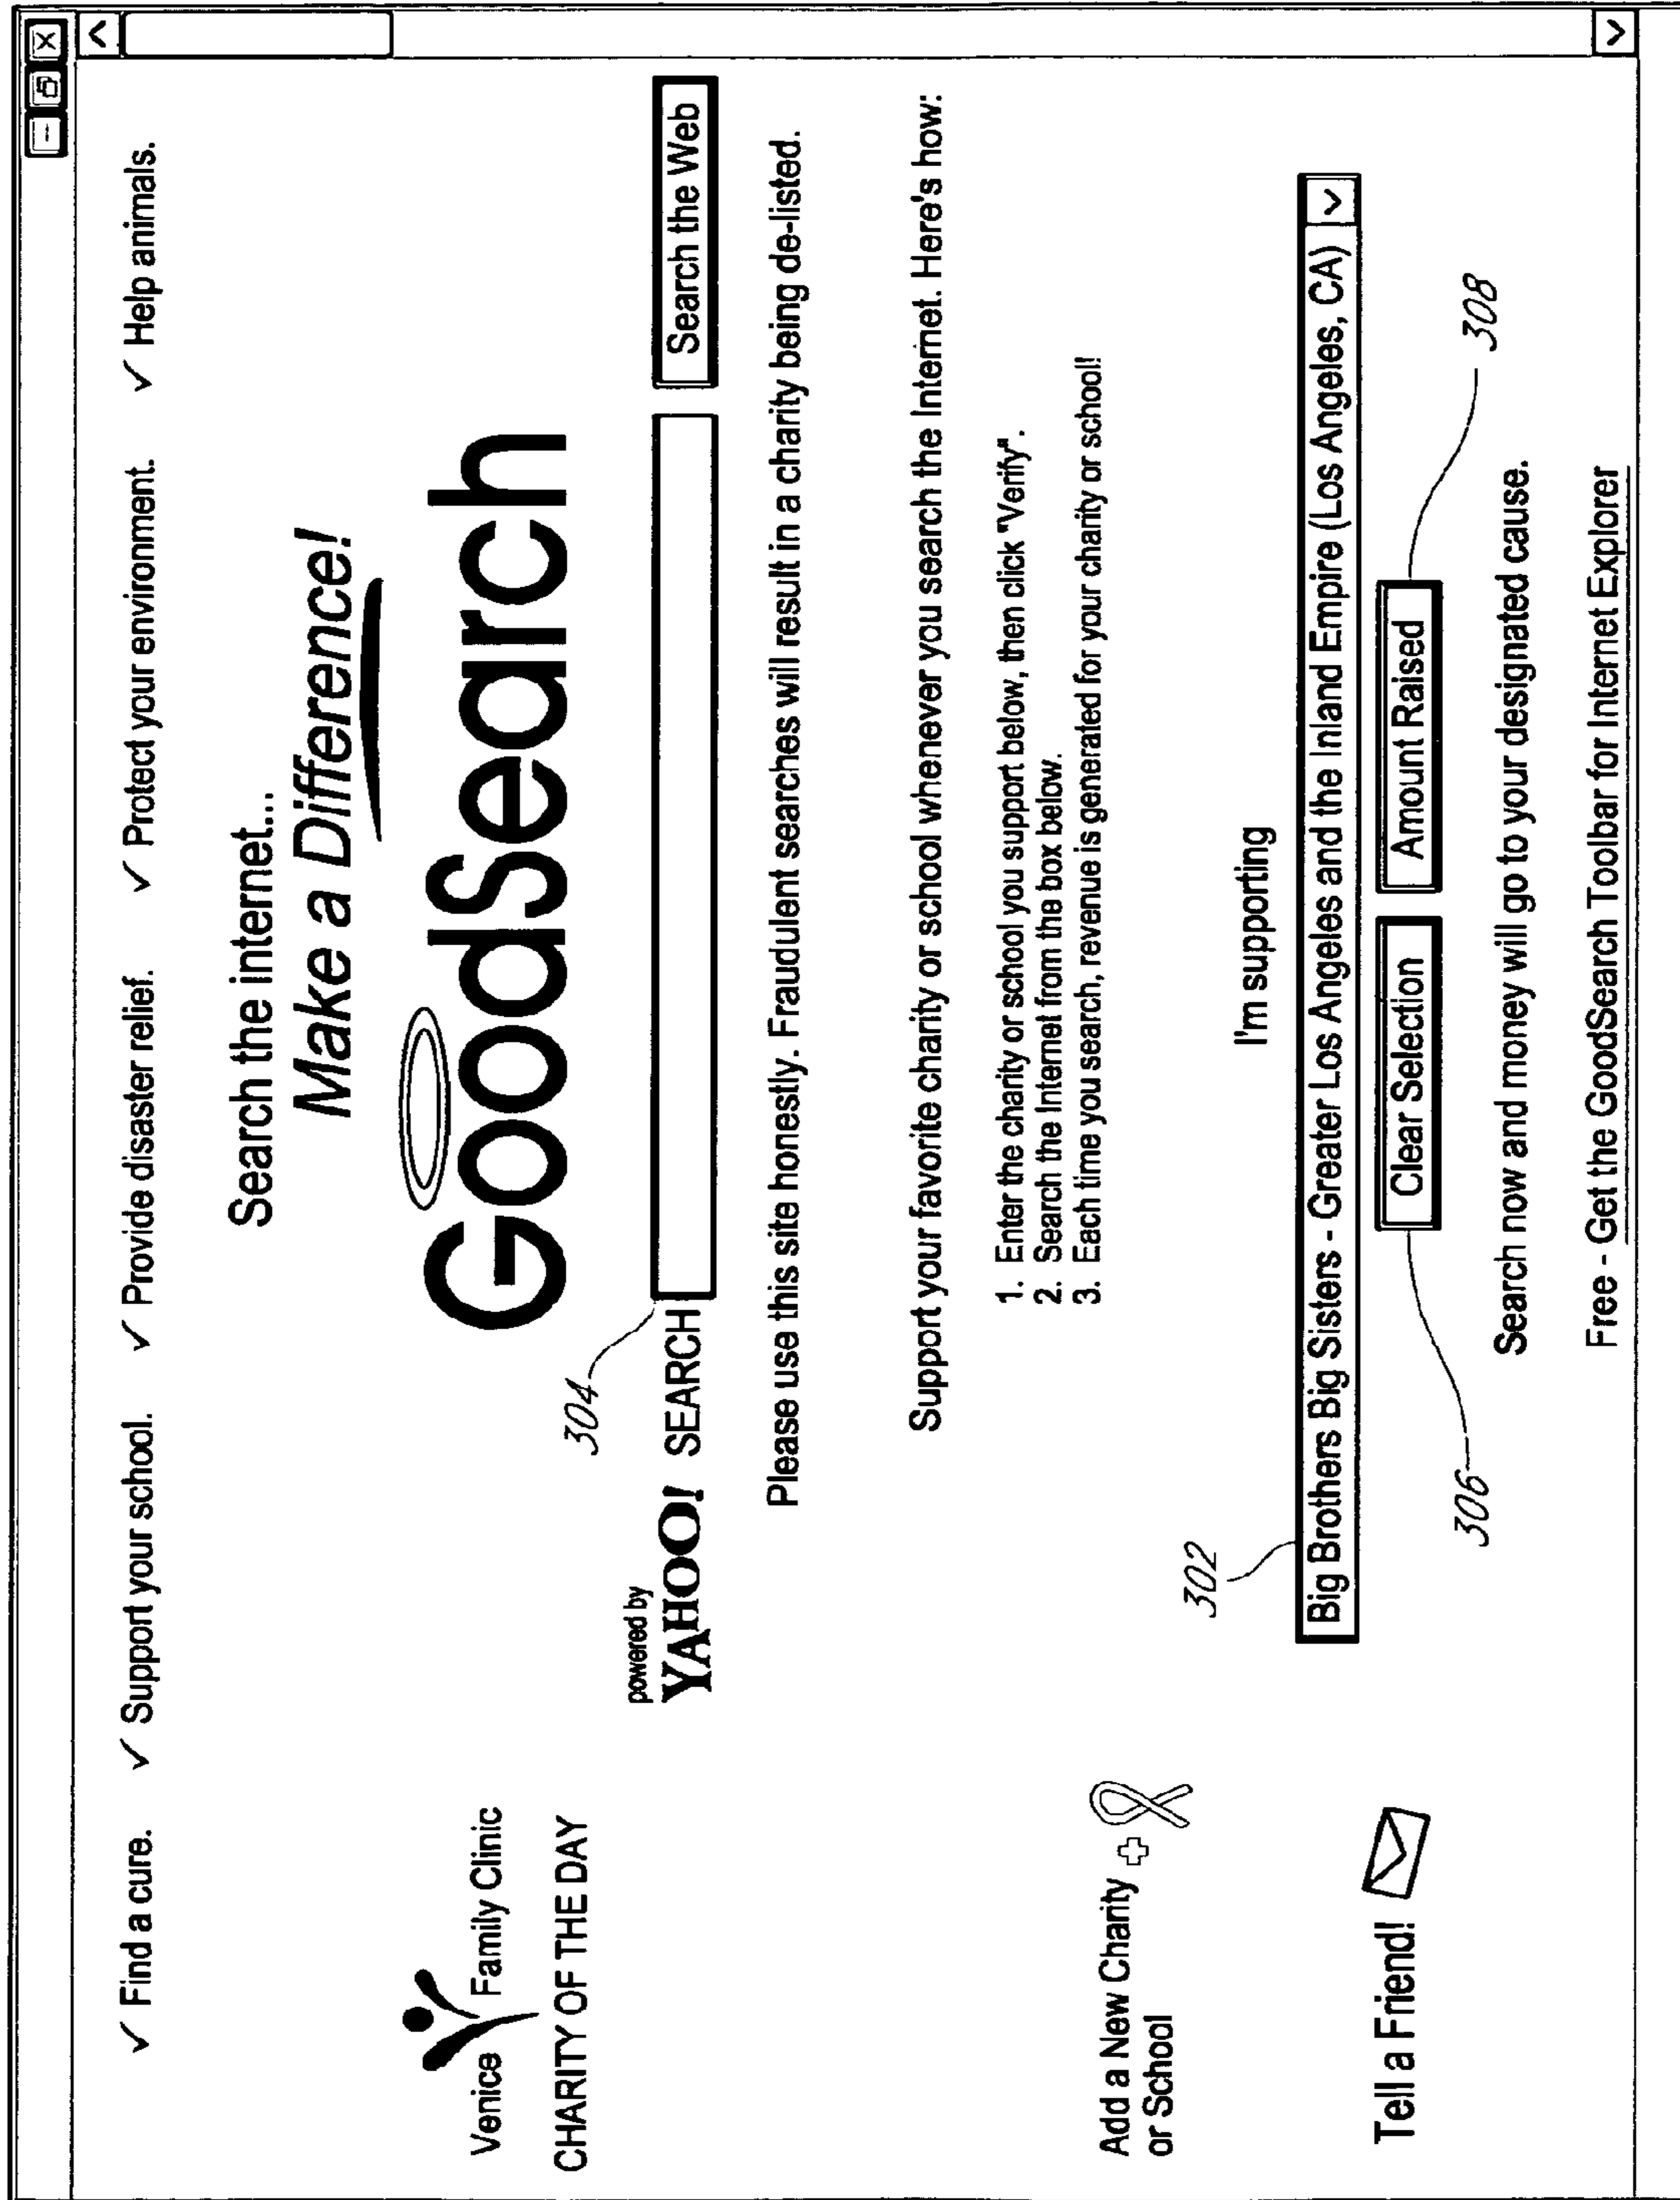 ✓ Find a cure. ✓ Support your school. ✓ Provide disaster relief. ✓ Protect your environment. ✓ Help animals.
Search the internet...
Make a Difference!
GoodSearch
Venice Family Clinic
CHARITY OF THE DAY
304
powered by
YAHOO! SEARCH
Search the Web
Please use this site honestly. Fraudulent searches will result in a charity being de-listed.
Support your favorite charity or school whenever you search the Internet. Here's how:
1. Enter the charity or school you support below, then click "Verify".
2. Search the Internet from the box below.
3. Each time you search, revenue is generated for your charity or school!
Add a New Charity
or School
302
I'm supporting
Big Brothers Big Sisters - Greater Los Angeles and the Inland Empire (Los Angeles, CA)
Tell a Friend!
Clear Selection
Amount Raised
306
308
Search now and money will go to your designated cause.
Free - Get the GoodSearch Toolbar for Internet Explorer